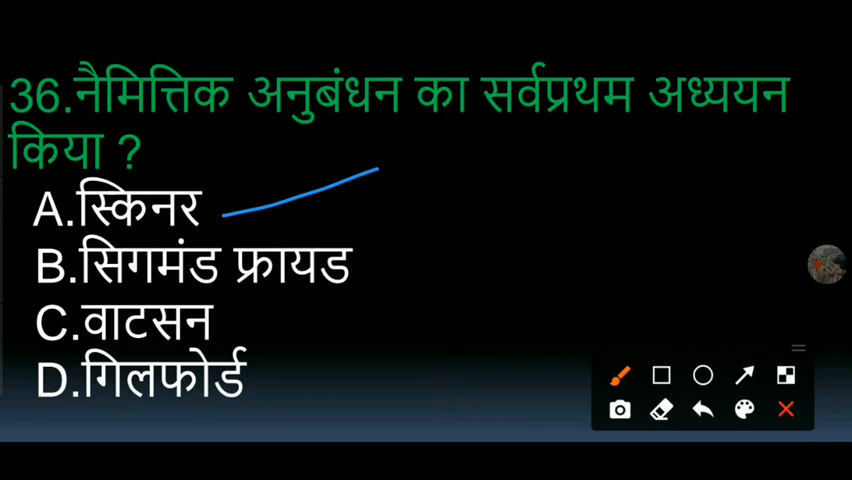 36.नैमित्तिक अनुबंधन का सर्वप्रथम अध्ययन
किया ?
A.स्किनर
B.सिगमंड फ्रायड
C.वाटसन
D.गिलफोर्ड